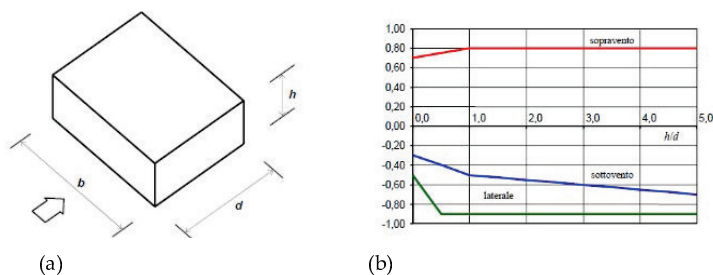 h
b
d
(a)
1,00
0,80
0,60
0,40
0,20
0,00
-0,20
-0,40
-0,60
-0,80
-1,00
0,0 1,0 2,0 3,0 4,0 5,0
h/d
sopravento
sottovento
laterale
(b)